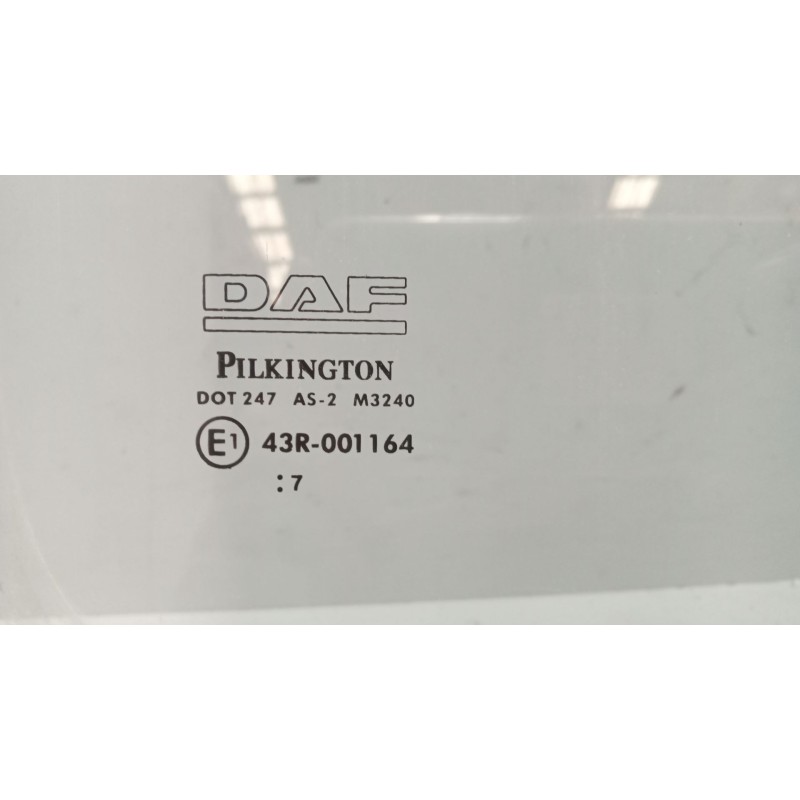 DAF
PILKINGTON
DOT 247 AS-2 M3240
E1 43R-001164
:7